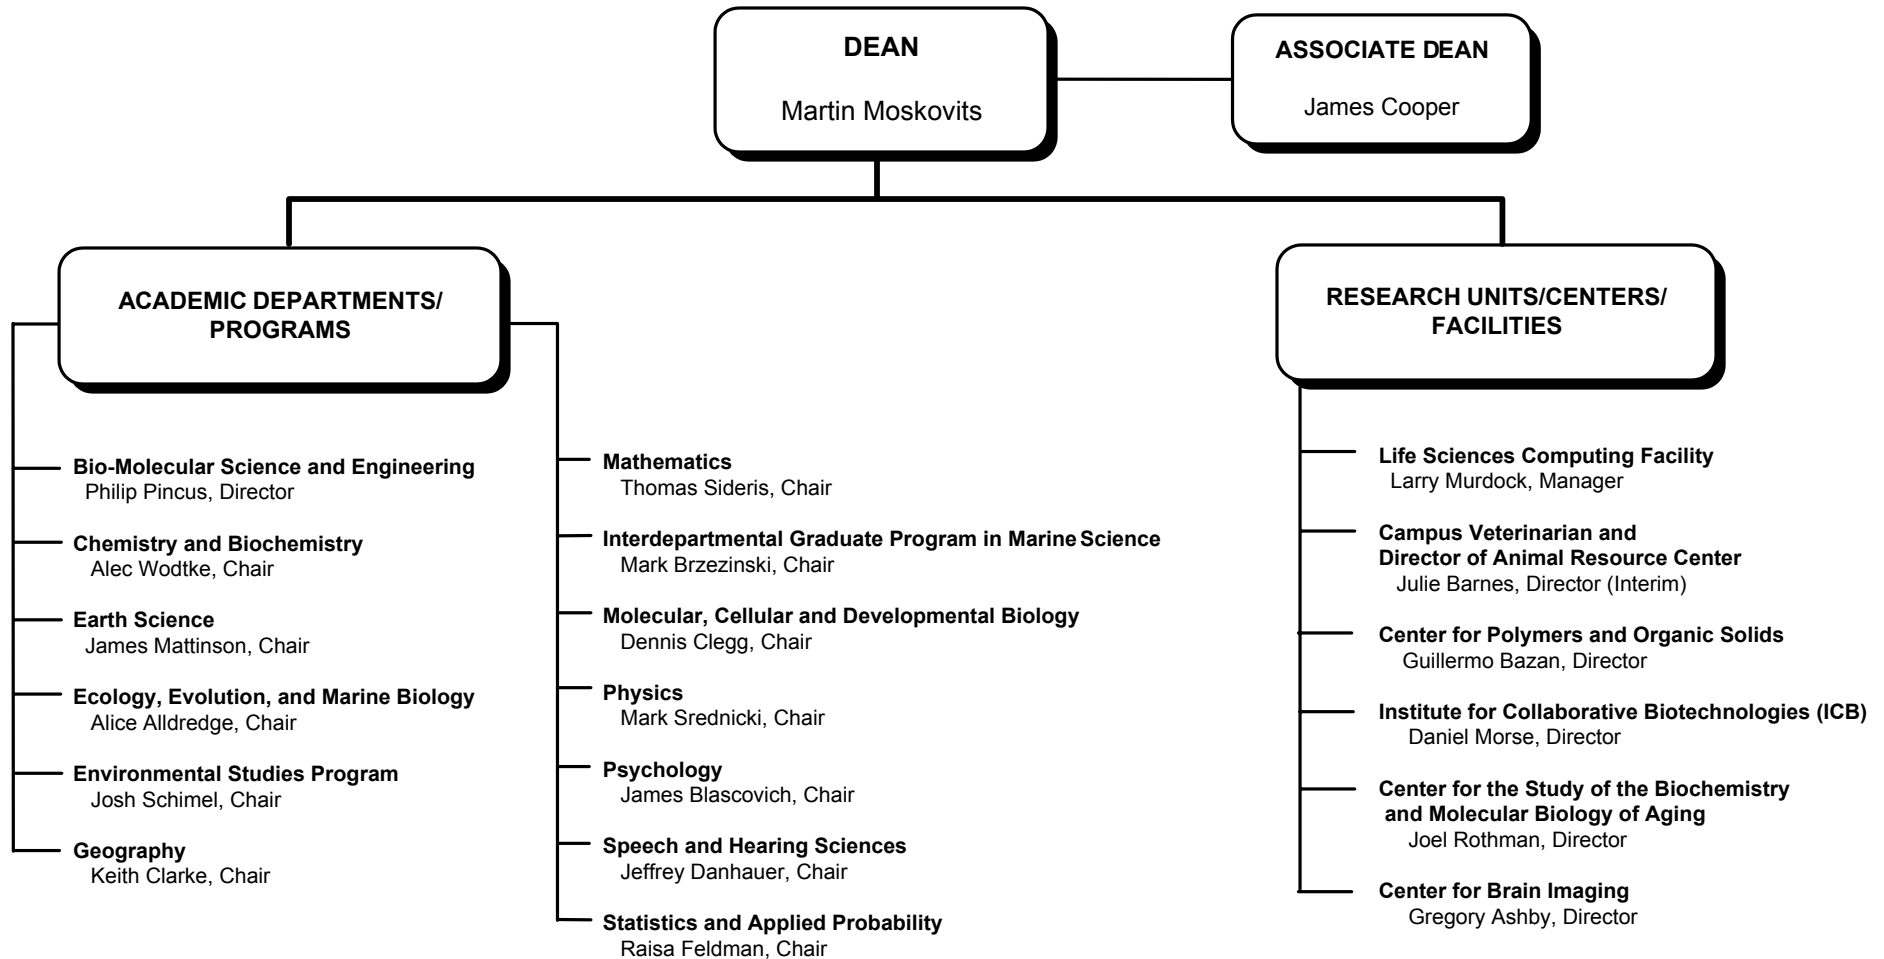 DEAN
Martin Moskovits
ASSOCIATE DEAN
James Cooper
ACADEMIC DEPARTMENTS/
PROGRAMS
Bio-Molecular Science and Engineering
Philip Pincus, Director
Chemistry and Biochemistry
Alec Wodtke, Chair
Earth Science
James Mattinson, Chair
Ecology, Evolution, and Marine Biology
Alice Alldredge, Chair
Environmental Studies Program
Josh Schimel, Chair
Geography
Keith Clarke, Chair
Mathematics
Thomas Sideris, Chair
Interdepartmental Graduate Program in Marine Science
Mark Brzezinski, Chair
Molecular, Cellular and Developmental Biology
Dennis Clegg, Chair
Physics
Mark Srednicki, Chair
Psychology
James Blascovich, Chair
Speech and Hearing Sciences
Jeffrey Danhauer, Chair
Statistics and Applied Probability
Raisa Feldman, Chair
RESEARCH UNITS/CENTERS/
FACILITIES
Life Sciences Computing Facility
Larry Murdock, Manager
Campus Veterinarian and
Director of Animal Resource Center
Julie Barnes, Director (Interim)
Center for Polymers and Organic Solids
Guillermo Bazan, Director
Institute for Collaborative Biotechnologies (ICB)
Daniel Morse, Director
Center for the Study of the Biochemistry
and Molecular Biology of Aging
Joel Rothman, Director
Center for Brain Imaging
Gregory Ashby, Director